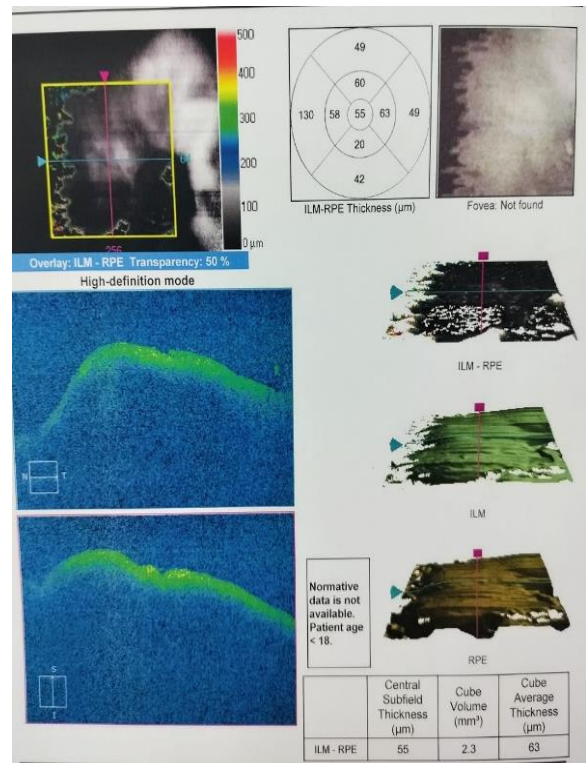 500
400
300
200
100
0 µm
256
Overlay: ILM - RPE Transparency: 50 %
High-definition mode
49
60
130 58 55 63 49
20
42
ILM-RPE Thickness (µm)
Fovea: Not found
ILM - RPE
ILM
RPE
N T
S
Normative
data is not
available.
Patient age
< 18.
Central
Subfield
Thickness
(µm)
Cube
Volume
(mm³)
Cube
Average
Thickness
(µm)
ILM - RPE 55 2.3 63